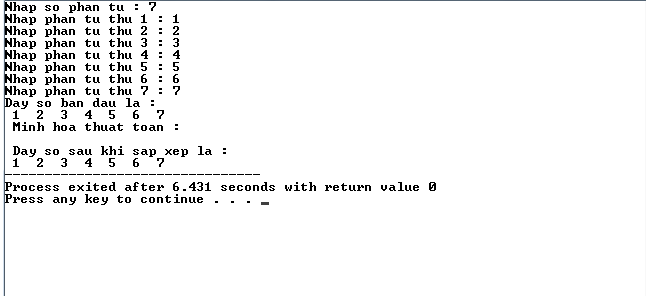 Nhap so phan tu : 7
Nhap phan tu thu 1 : 1
Nhap phan tu thu 2 : 2
Nhap phan tu thu 3 : 3
Nhap phan tu thu 4 : 4
Nhap phan tu thu 5 : 5
Nhap phan tu thu 6 : 6
Nhap phan tu thu 7 : 7
Day so ban dau la :
1 2 3 4 5 6 7
Minh hoa thuat toan :
Day so sau khi sap xep la :
1 2 3 4 5 6 7
--------------------------------
Process exited after 6.431 seconds with return value 0
Press any key to continue . . . _